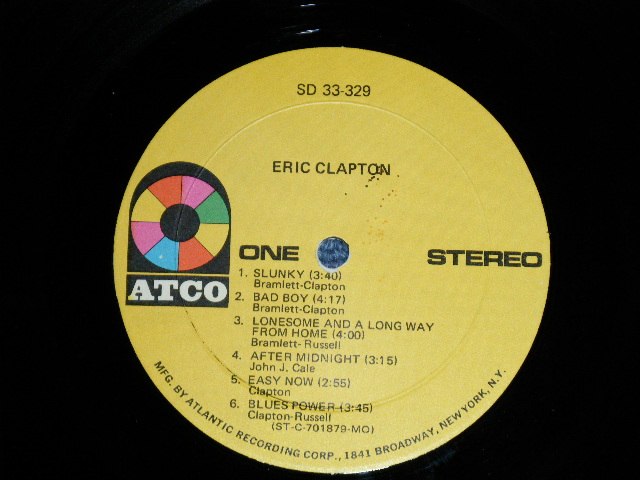 SD 33-329
ERIC CLAPTON
ATCO
ONE
STEREO
1. SLUNKY (3:40)
Bramlett-Clapton
2. BAD BOY (4:17)
Bramlett-Clapton
3. LONESOME AND A LONG WAY
FROM HOME (4:00)
Bramlett-Russell
4. AFTER MIDNIGHT (3:15)
John J. Cale
5. EASY NOW (2:55)
Clapton
6. BLUES POWER (3:45)
Clapton-Russell
(ST-C-701879-MO)
MFG. BY ATLANTIC RECORDING CORP., 1841 BROADWAY, NEW YORK, N.Y.